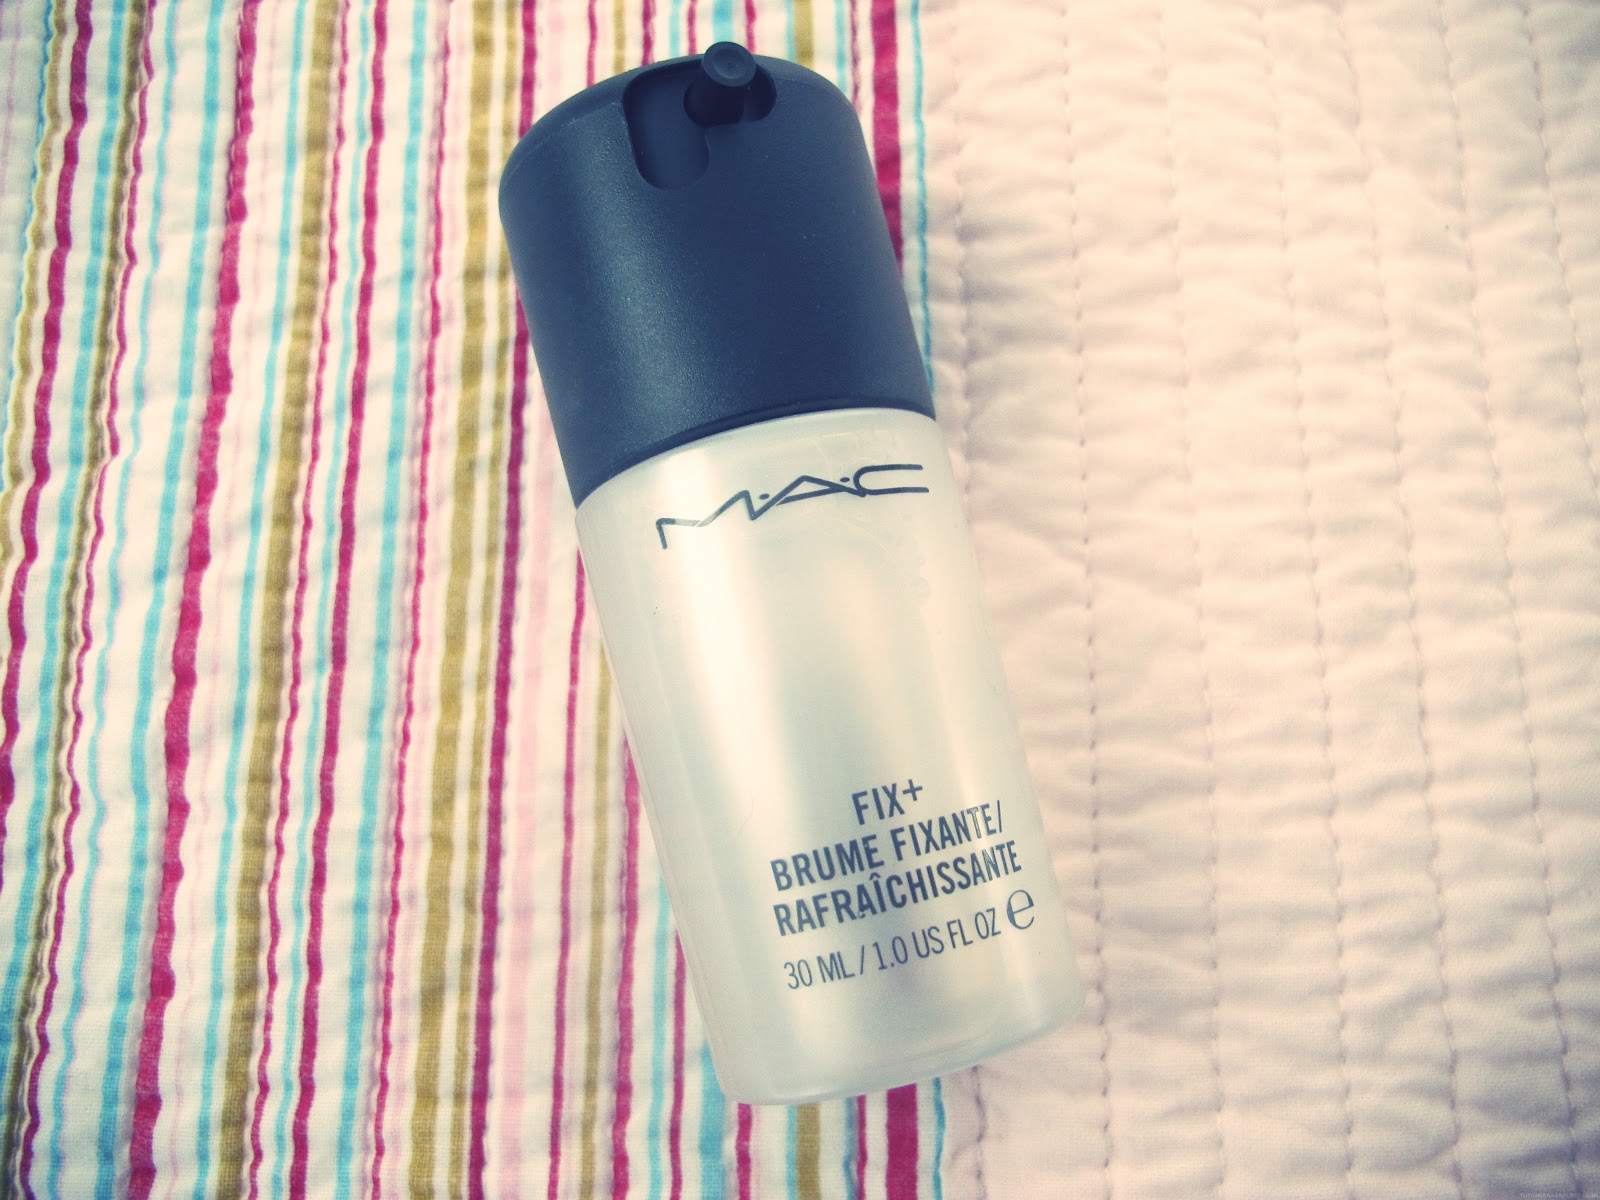 M·A·C
FIX+
BRUME FIXANTE/
RAFRAÎCHISSANTE
30 ML / 1.0 US FL OZ ℮